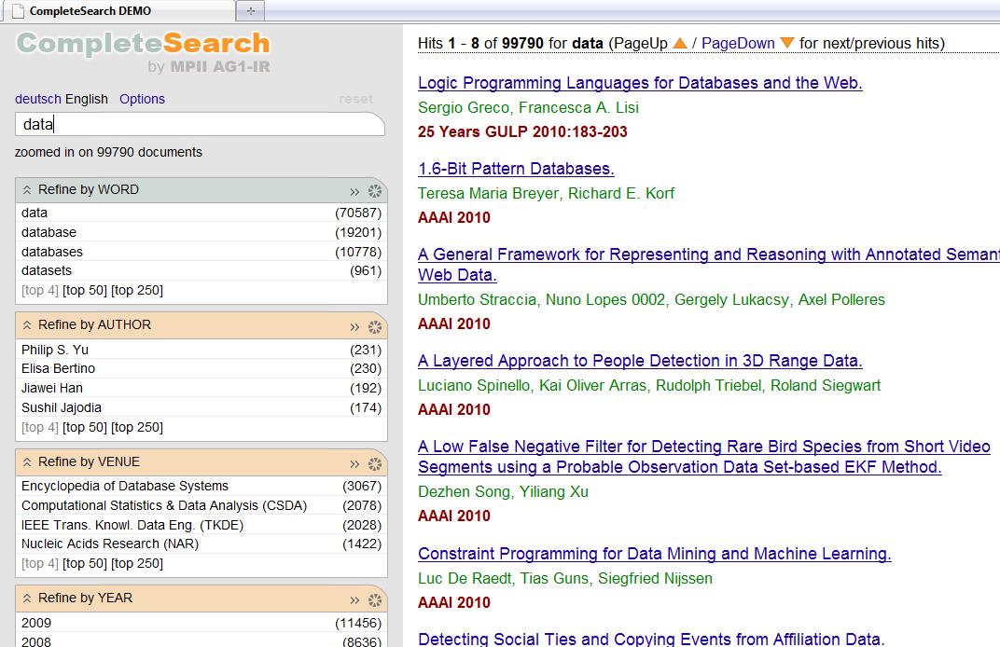 CompleteSearch DEMO
CompleteSearch
by MPII AG1-IR
deutsch English Options reset
data
zoomed in on 99790 documents
Refine by WORD
data (70587)
database (19201)
databases (10778)
datasets (961)
[top 4] [top 50] [top 250]
Refine by AUTHOR
Philip S. Yu (231)
Elisa Bertino (230)
Jiawei Han (192)
Sushil Jajodia (174)
[top 4] [top 50] [top 250]
Refine by VENUE
Encyclopedia of Database Systems (3067)
Computational Statistics & Data Analysis (CSDA) (2078)
IEEE Trans. Knowl. Data Eng. (TKDE) (2028)
Nucleic Acids Research (NAR) (1422)
[top 4] [top 50] [top 250]
Refine by YEAR
2009 (11456)
2008 (8636)
Hits 1 - 8 of 99790 for data (PageUp / PageDown for next/previous hits)
Logic Programming Languages for Databases and the Web.
Sergio Greco, Francesca A. Lisi
25 Years GULP 2010:183-203
1.6-Bit Pattern Databases.
Teresa Maria Breyer, Richard E. Korf
AAAI 2010
A General Framework for Representing and Reasoning with Annotated Semant
Web Data.
Umberto Straccia, Nuno Lopes 0002, Gergely Lukacsy, Axel Polleres
AAAI 2010
A Layered Approach to People Detection in 3D Range Data.
Luciano Spinello, Kai Oliver Arras, Rudolph Triebel, Roland Siegwart
AAAI 2010
A Low False Negative Filter for Detecting Rare Bird Species from Short Video
Segments using a Probable Observation Data Set-based EKF Method.
Dezhen Song, Yiliang Xu
AAAI 2010
Constraint Programming for Data Mining and Machine Learning.
Luc De Raedt, Tias Guns, Siegfried Nijssen
AAAI 2010
Detecting Social Ties and Copying Events from Affiliation Data.